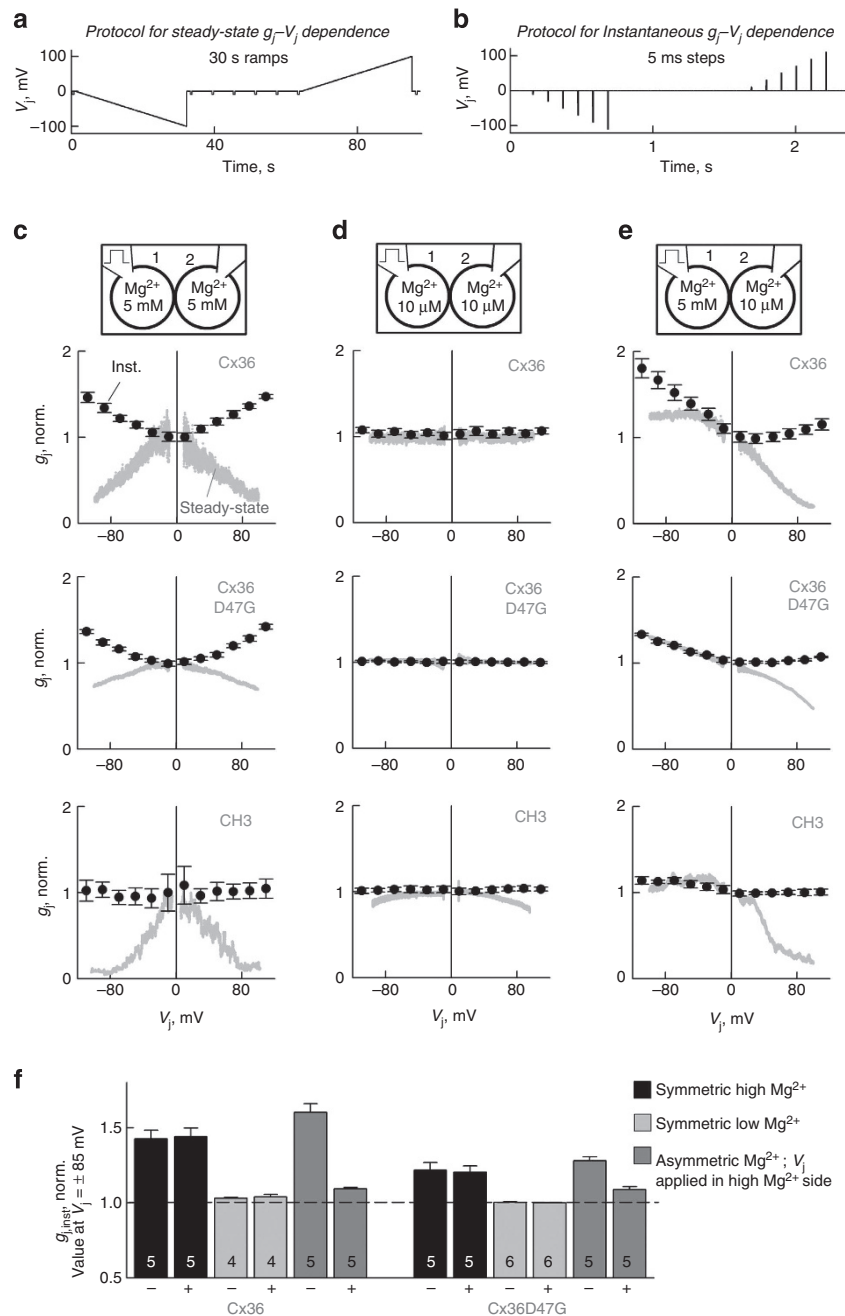 a
Protocol for steady-state gj–Vj dependence
30 s ramps
Vj, mV
100
0
−100
0
40
80
Time, s
b
Protocol for Instantaneous gj–Vj dependence
5 ms steps
Vj, mV
100
0
−100
0
1
2
Time, s
c
1 2
Mg2+ 5 mM
Mg2+ 5 mM
d
1 2
Mg2+ 10 μM
Mg2+ 10 μM
e
1 2
Mg2+ 5 mM
Mg2+ 10 μM
gj, norm.
2
1
0
Inst.
Cx36
Steady-state
−80 0 80
2
1
0
Cx36
−80 0 80
2
1
0
Cx36
−80 0 80
gj, norm.
2
1
0
Cx36
D47G
−80 0 80
2
1
0
Cx36
D47G
−80 0 80
2
1
0
Cx36
D47G
−80 0 80
gj, norm.
2
1
0
CH3
−80 0 80
Vj, mV
2
1
0
CH3
−80 0 80
Vj, mV
2
1
0
CH3
−80 0 80
Vj, mV
f
gj,inst, norm.
Value at Vj = ± 85 mV
1.5
1.0
0.5
5 5 4 4 5 5 5 5 6 6 5 5
− + − + − + − + − + − +
Cx36 Cx36D47G
Symmetric high Mg2+
Symmetric low Mg2+
Asymmetric Mg2+; Vj
applied in high Mg2+ side